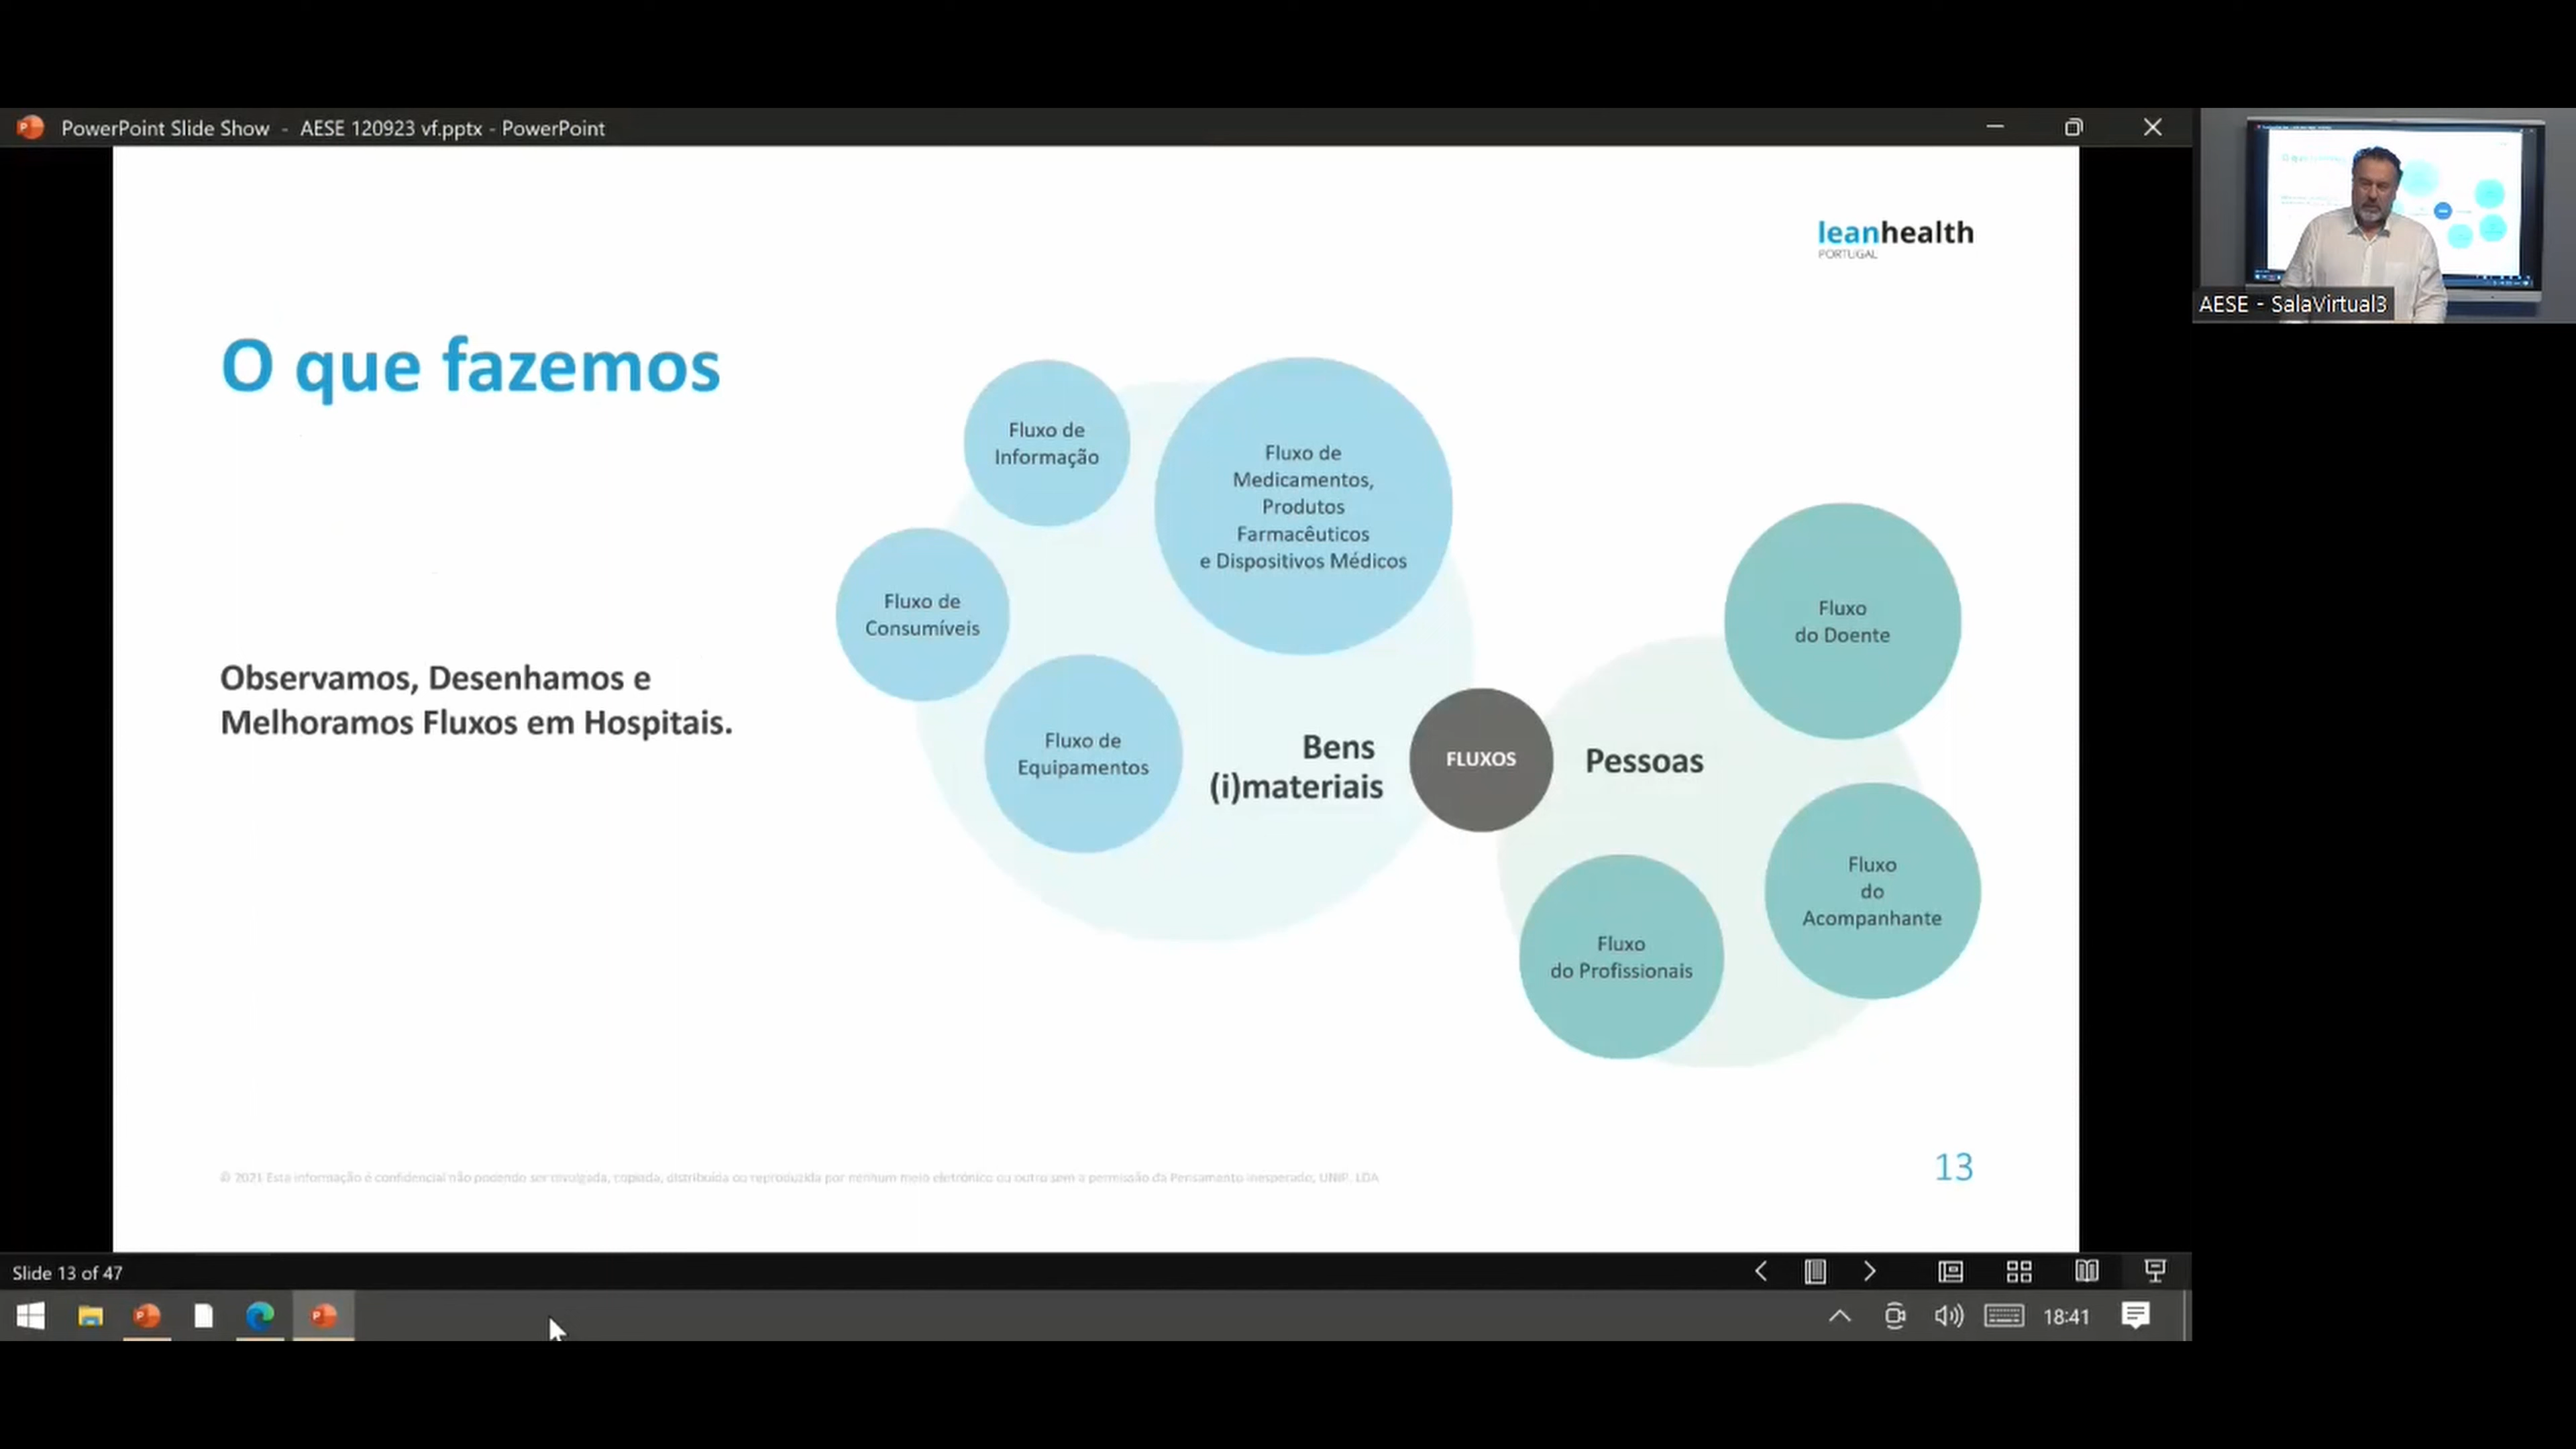 PowerPoint Slide Show - AESE 120923 vf.pptx - PowerPoint
AESE - SalaVirtual3
leanhealth
PORTUGAL
O que fazemos
Observamos, Desenhamos e
Melhoramos Fluxos em Hospitais.
Fluxo de
Informação
Fluxo de
Medicamentos,
Produtos
Farmacêuticos
e Dispositivos Médicos
Fluxo de
Consumíveis
Fluxo de
Equipamentos
Bens
(i)materiais
FLUXOS
Pessoas
Fluxo
do Doente
Fluxo
do
Acompanhante
Fluxo
do Profissionais
© 2021 Esta informação é confidencial não podendo ser divulgada, copiada, distribuída ou reproduzida por nenhum meio eletrónico ou outro sem a permissão da Pensamento Inesperado, UNIP. LDA
13
Slide 13 of 47
18:41